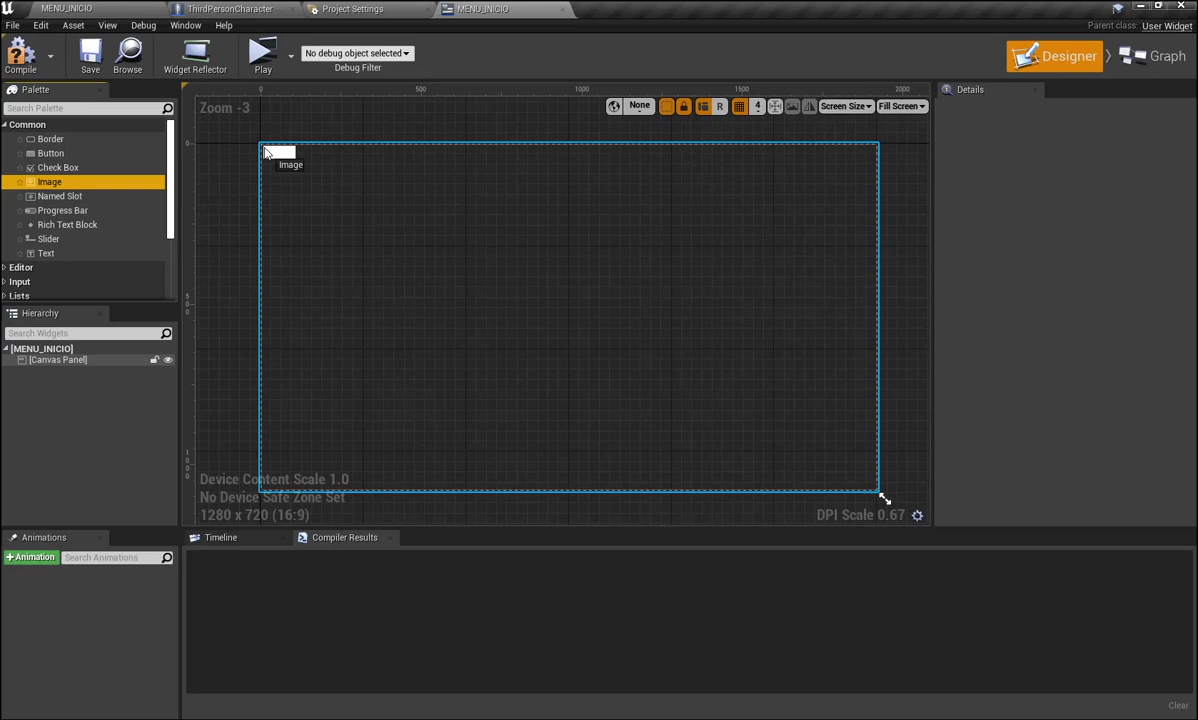 MENU_INICIO
ThirdPersonCharacter
Project Settings
MENU_INICIO
File
Edit
Asset
View
Debug
Window
Help
Parent class:
User Widget
Compile
Save
Browse
Widget Reflector
Play
No debug object selected
Debug Filter
Designer
Graph
Palette
Search Palette
Common
Border
Button
Check Box
Image
Named Slot
Progress Bar
Rich Text Block
Slider
Text
Editor
Input
Lists
Hierarchy
Search Widgets
[MENU_INICIO]
[Canvas Panel]
Zoom -3
0
500
1000
1500
2000
None
R
4
Screen Size
Fill Screen
0
500
1000
Image
Device Content Scale 1.0
No Device Safe Zone Set
1280 x 720 (16:9)
DPI Scale 0.67
Details
Animations
+Animation
Search Animations
Timeline
Compiler Results
Clear